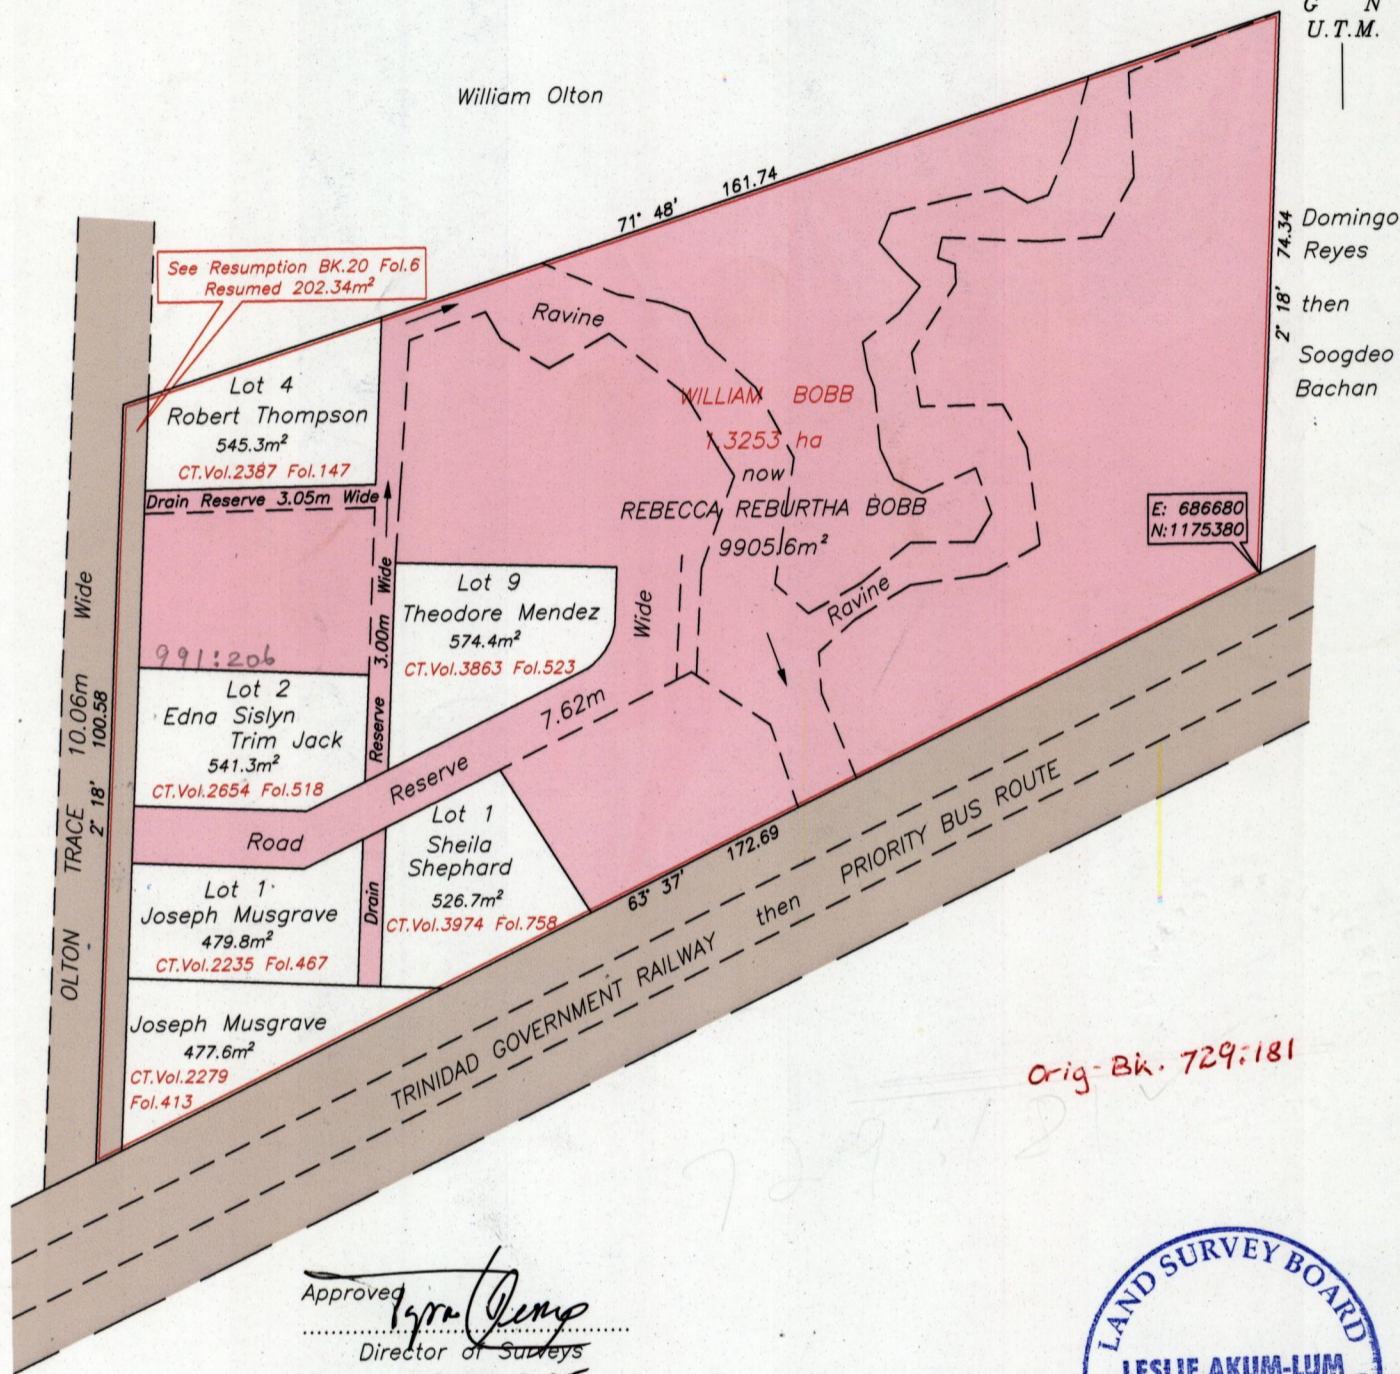 G N
U.T.M.
William Olton
71° 48' 161.74
74.34
2° 18'
Domingo
Reyes
then
Soogdeo
Bachan
See Resumption BK.20 Fol.6
Resumed 202.34m²
Ravine
Lot 4
Robert Thompson
545.3m²
CT.Vol.2387 Fol.147
Drain Reserve 3.05m Wide
WILLIAM BOBB
1.3253 ha
now
REBECCA REBURTHA BOBB
9905.6m²
E: 686680
N:1175380
Ravine
Lot 9
Theodore Mendez
574.4m²
CT.Vol.3863 Fol.523
991:206
Lot 2
Edna Sislyn
Trim Jack
541.3m²
CT.Vol.2654 Fol.518
Drain Reserve 3.00m Wide
Road Reserve 7.62m Wide
OLTON TRACE 10.06m Wide
2° 18' 100.58
Lot 1
Sheila
Shephard
526.7m²
CT.Vol.3974 Fol.758
Lot 1
Joseph Musgrave
479.8m²
CT.Vol.2235 Fol.467
Joseph Musgrave
477.6m²
CT.Vol.2279
Fol.413
63° 37' 172.69
TRINIDAD GOVERNMENT RAILWAY then PRIORITY BUS ROUTE
Orig-Bk. 729:181
729:181
Approved
Director of Surveys
LAND SURVEY BOARD
LESLIE AKUM-LUM